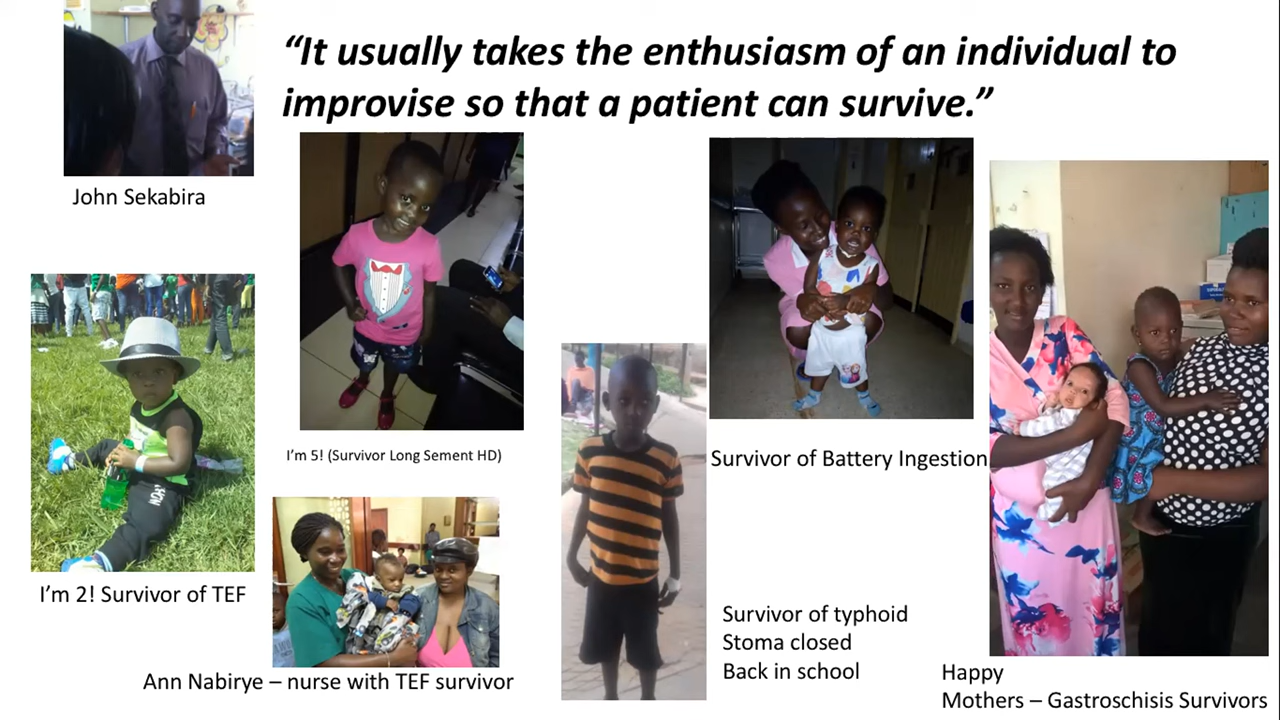 “It usually takes the enthusiasm of an individual to
improvise so that a patient can survive.”
John Sekabira
I’m 5! (Survivor Long Sement HD)
Survivor of Battery Ingestion
I’m 2! Survivor of TEF
Survivor of typhoid
Stoma closed
Back in school
Ann Nabirye – nurse with TEF survivor
Happy
Mothers – Gastroschisis Survivors